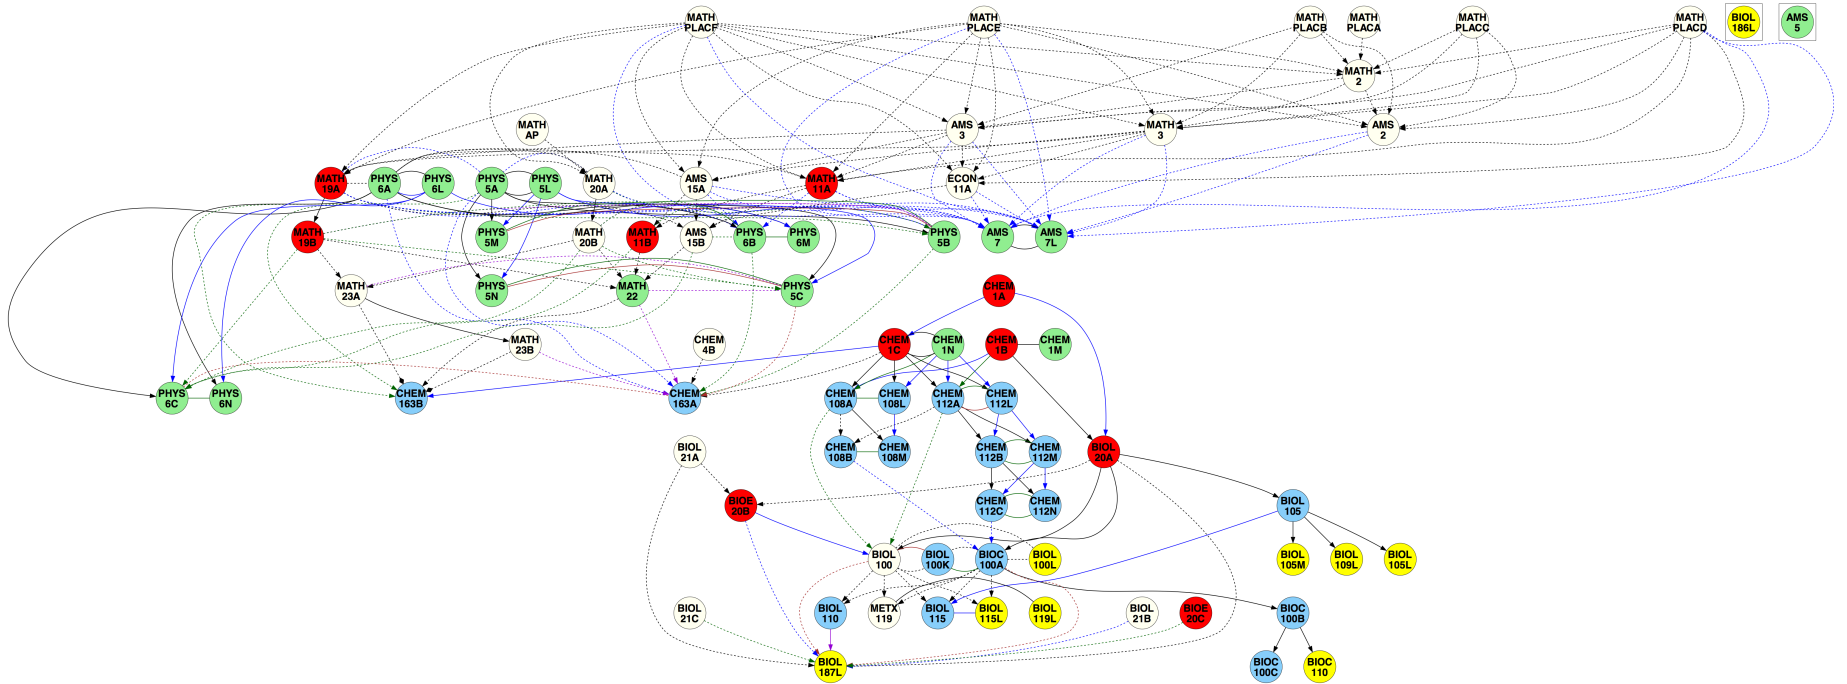 MATH
PLACF
MATH
PLACE
MATH
PLACB
MATH
PLACA
MATH
PLACC
MATH
PLACD
BIOL
186L
AMS
5
MATH
2
MATH
AP
AMS
3
MATH
3
AMS
2
MATH
19A
PHYS
6A
PHYS
6L
PHYS
5A
PHYS
5L
MATH
20A
AMS
15A
MATH
11A
ECON
11A
MATH
19B
PHYS
5M
MATH
20B
MATH
11B
AMS
15B
PHYS
6B
PHYS
6M
PHYS
5B
AMS
7
AMS
7L
MATH
23A
PHYS
5N
MATH
22
PHYS
5C
CHEM
1A
MATH
23B
CHEM
4B
CHEM
1C
CHEM
1N
CHEM
1B
CHEM
1M
PHYS
6C
PHYS
6N
CHEM
163B
CHEM
163A
CHEM
108A
CHEM
108L
CHEM
112A
CHEM
112L
BIOL
21A
CHEM
108B
CHEM
108M
CHEM
112B
CHEM
112M
BIOL
20A
BIOE
20B
CHEM
112C
CHEM
112N
BIOL
105
BIOL
100
BIOL
100K
BIOC
100A
BIOL
100L
BIOL
105M
BIOL
109L
BIOL
105L
BIOL
21C
BIOL
110
METX
119
BIOL
115
BIOL
115L
BIOL
119L
BIOL
21B
BIOE
20C
BIOC
100B
BIOL
187L
BIOC
100C
BIOC
110